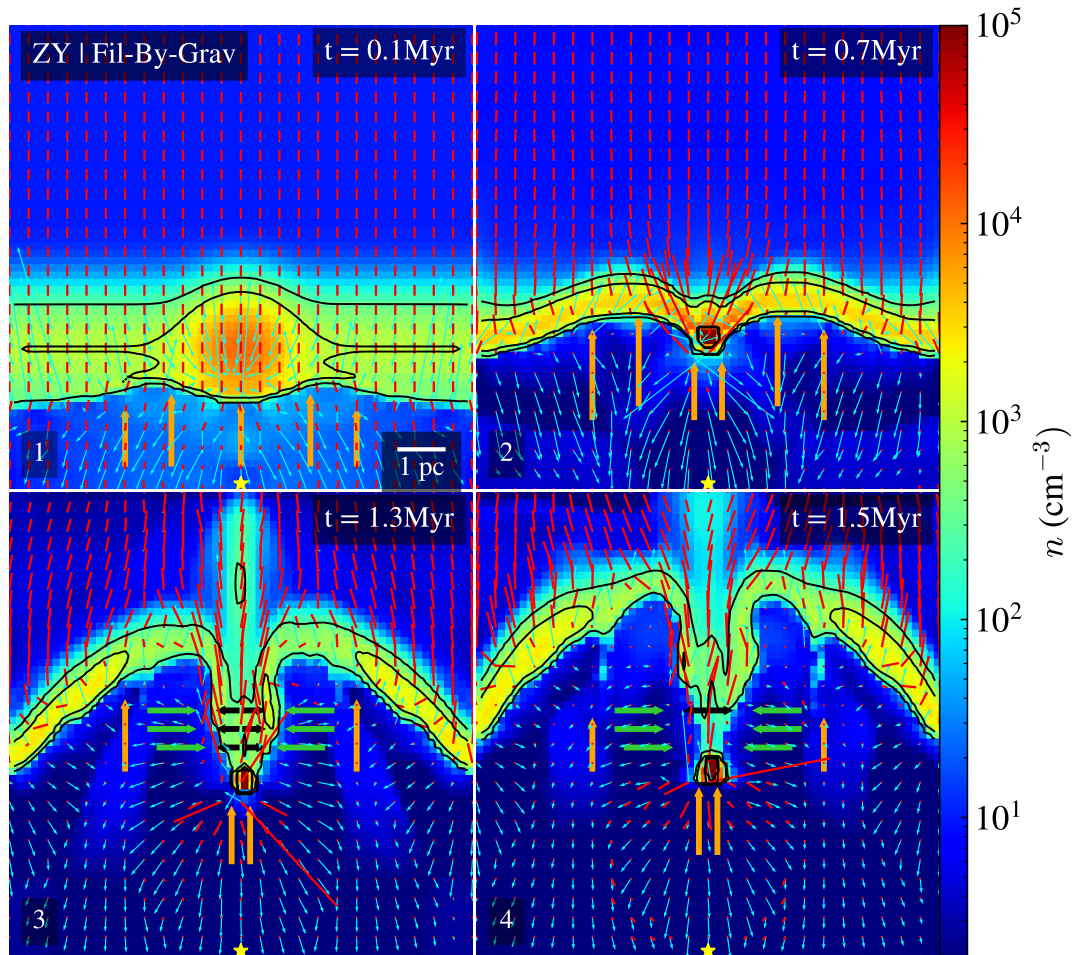 ZY | Fil-By-Grav
t = 0.1Myr
t = 0.7Myr
1
1 pc
2
t = 1.3Myr
t = 1.5Myr
3
4
10^5
10^4
10^3
10^2
10^1
n (cm^−3)